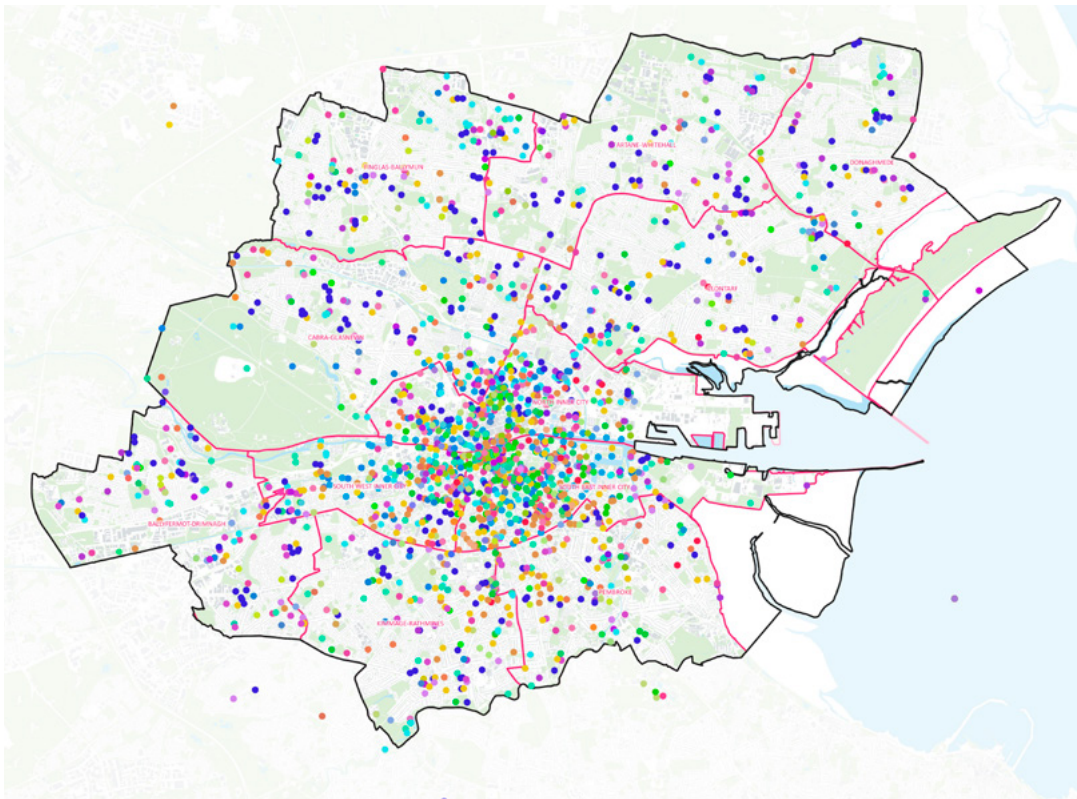 ARTANE-WHITEHALL
DONAGHMEDE
FINGLAS-BALLYMUN
CLONTARF
CABRA-GLASNEVIN
NORTH INNER CITY
SOUTH WEST INNER CITY
SOUTH EAST INNER CITY
BALLYFERMOT-DRIMNAGH
PEMBROKE
KIMMAGE-RATHMINES